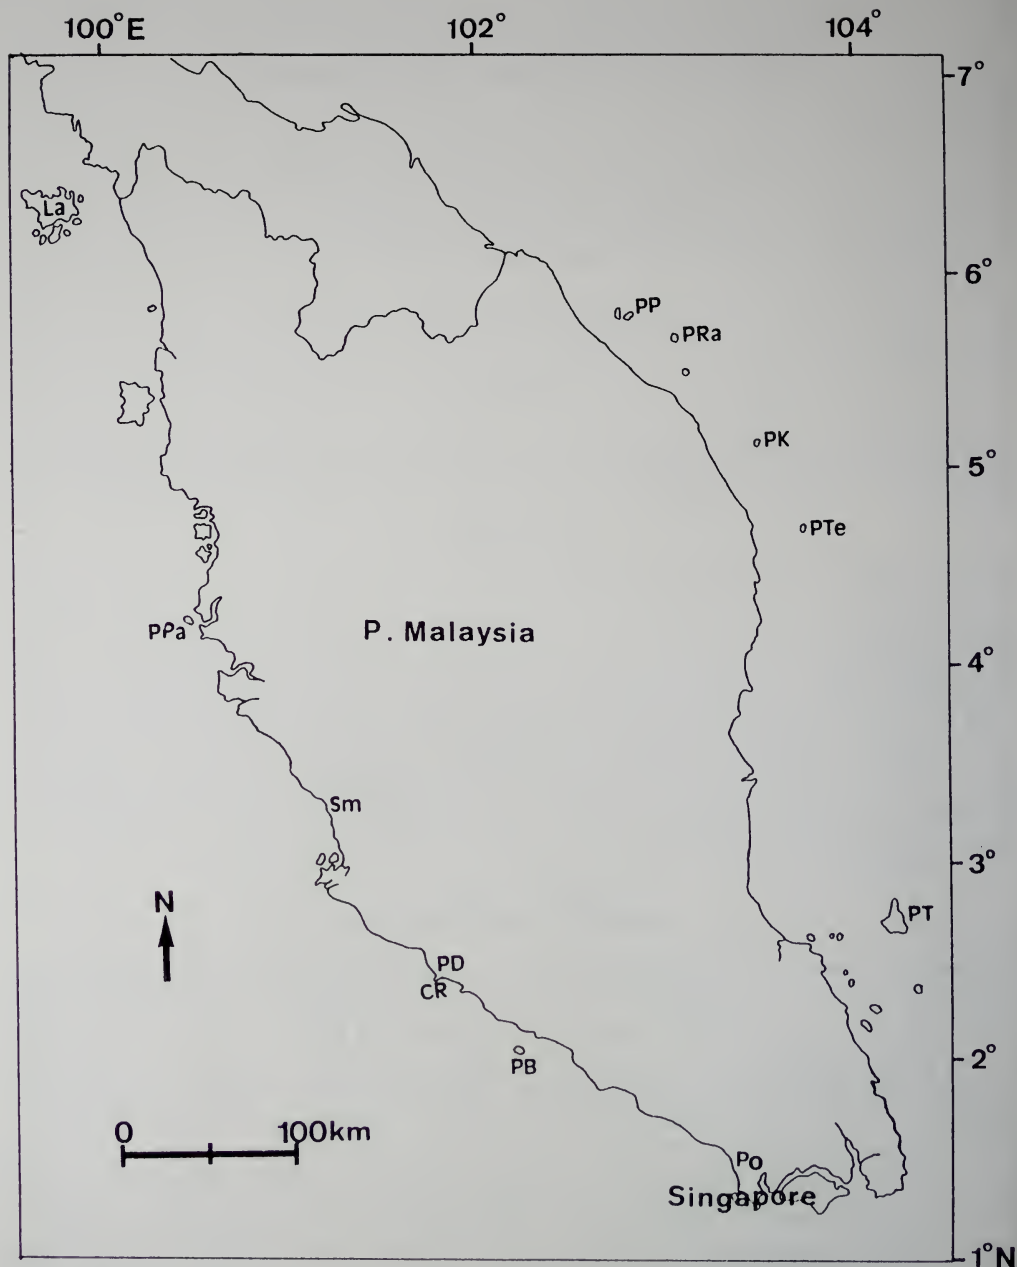 100°E 102° 104°
7°
La
6°
PP
PRa
PK
5°
PTe
PPa
P. Malaysia
4°
Sm
3°
N
PT
PD
CR
2°
PB
0 100km
Po
Singapore
1°N